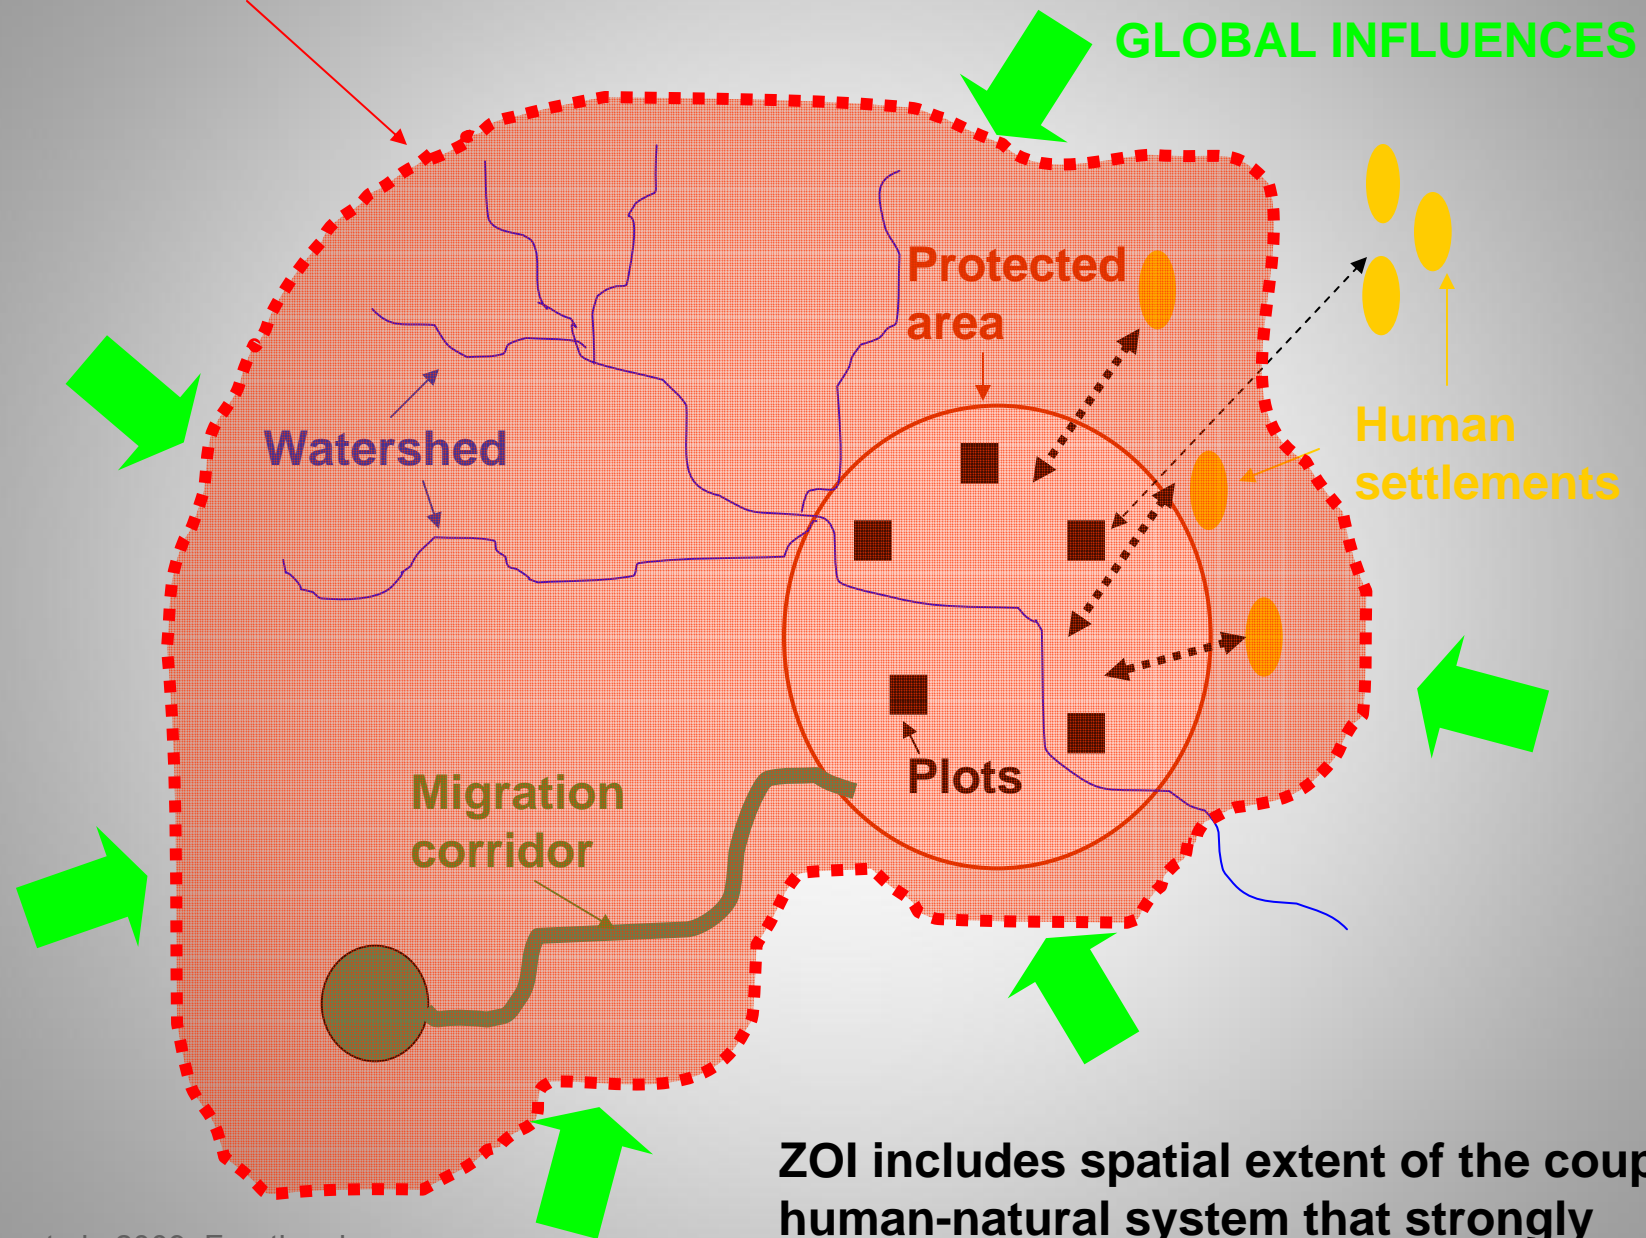 GLOBAL INFLUENCES
Protected
area
Human
settlements
Watershed
Plots
Migration
corridor
ZOI includes spatial extent of the
human-natural system that strongly